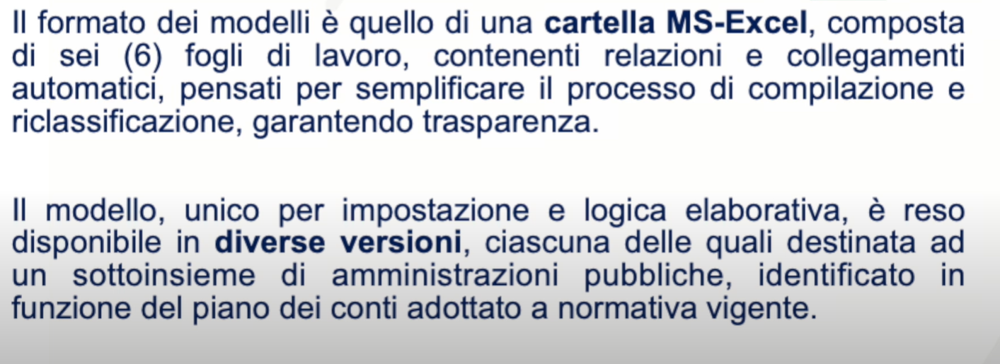 Il formato dei modelli è quello di una cartella MS-Excel, composta
di sei (6) fogli di lavoro, contenenti relazioni e collegamenti
automatici, pensati per semplificare il processo di compilazione e
riclassificazione, garantendo trasparenza.
Il modello, unico per impostazione e logica elaborativa, è reso
disponibile in diverse versioni, ciascuna delle quali destinata ad
un sottoinsieme di amministrazioni pubbliche, identificato in
funzione del piano dei conti adottato a normativa vigente.